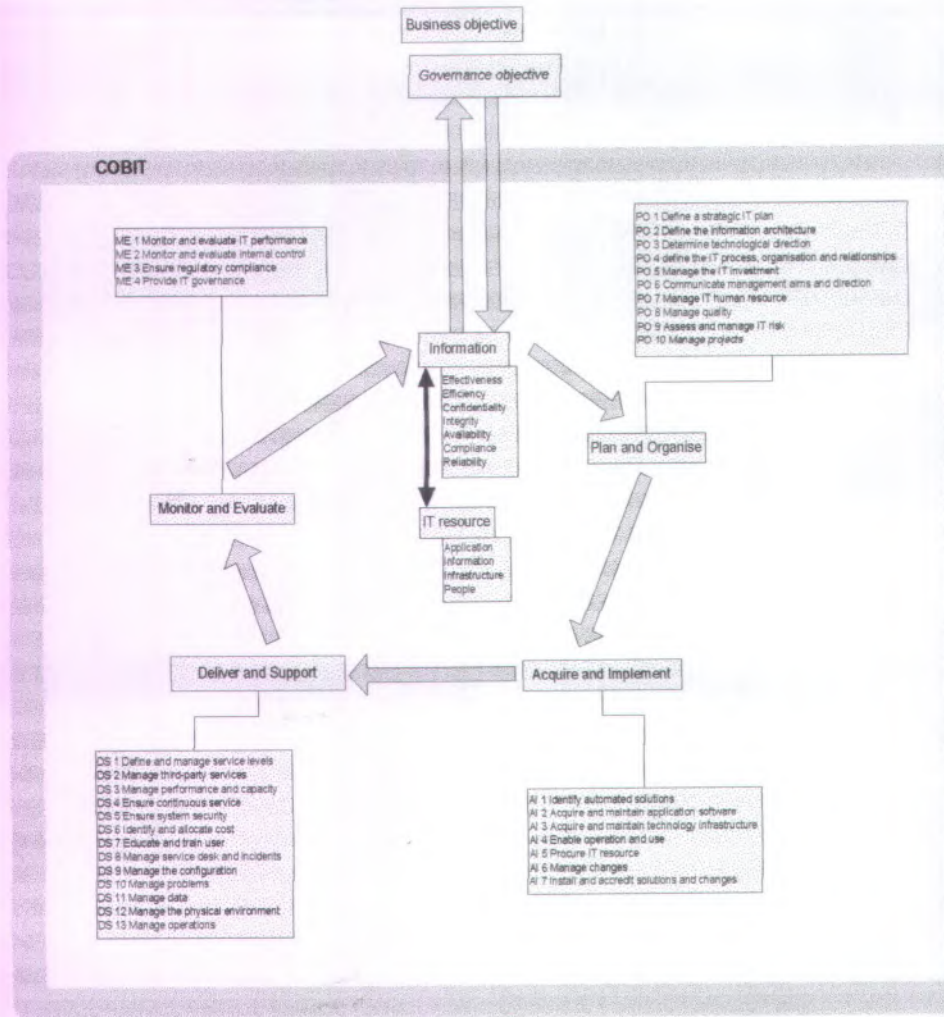 Business objective
Governance objective
COBIT
ME 1 Monitor and evaluate IT performance
ME 2 Monitor and evaluate internal control
ME 3 Ensure regulatory compliance
ME 4 Provide IT governance
PO 1 Define a strategic IT plan
PO 2 Define the information architecture
PO 3 Determine technological direction
PO 4 define the IT process, organisation and relationships
PO 5 Manage the IT investment
PO 6 Communicate management aims and direction
PO 7 Manage IT human resource
PO 8 Manage quality
PO 9 Assess and manage IT risk
PO 10 Manage projects
Information
Effectiveness
Efficiency
Confidentiality
Integrity
Availability
Compliance
Reliability
Plan and Organise
Monitor and Evaluate
IT resource
Application
Information
Infrastructure
People
Deliver and Support
Acquire and Implement
DS 1 Define and manage service levels
DS 2 Manage third-party services
DS 3 Manage performance and capacity
DS 4 Ensure continuous service
DS 5 Ensure system security
DS 6 Identify and allocate cost
DS 7 Educate and train user
DS 8 Manage service desk and incidents
DS 9 Manage the configuration
DS 10 Manage problems
DS 11 Manage data
DS 12 Manage the physical environment
DS 13 Manage operations
AI 1 Identify automated solutions
AI 2 Acquire and maintain application software
AI 3 Acquire and maintain technology infrastructure
AI 4 Enable operation and use
AI 5 Procure IT resource
AI 6 Manage changes
AI 7 Install and accredit solutions and changes